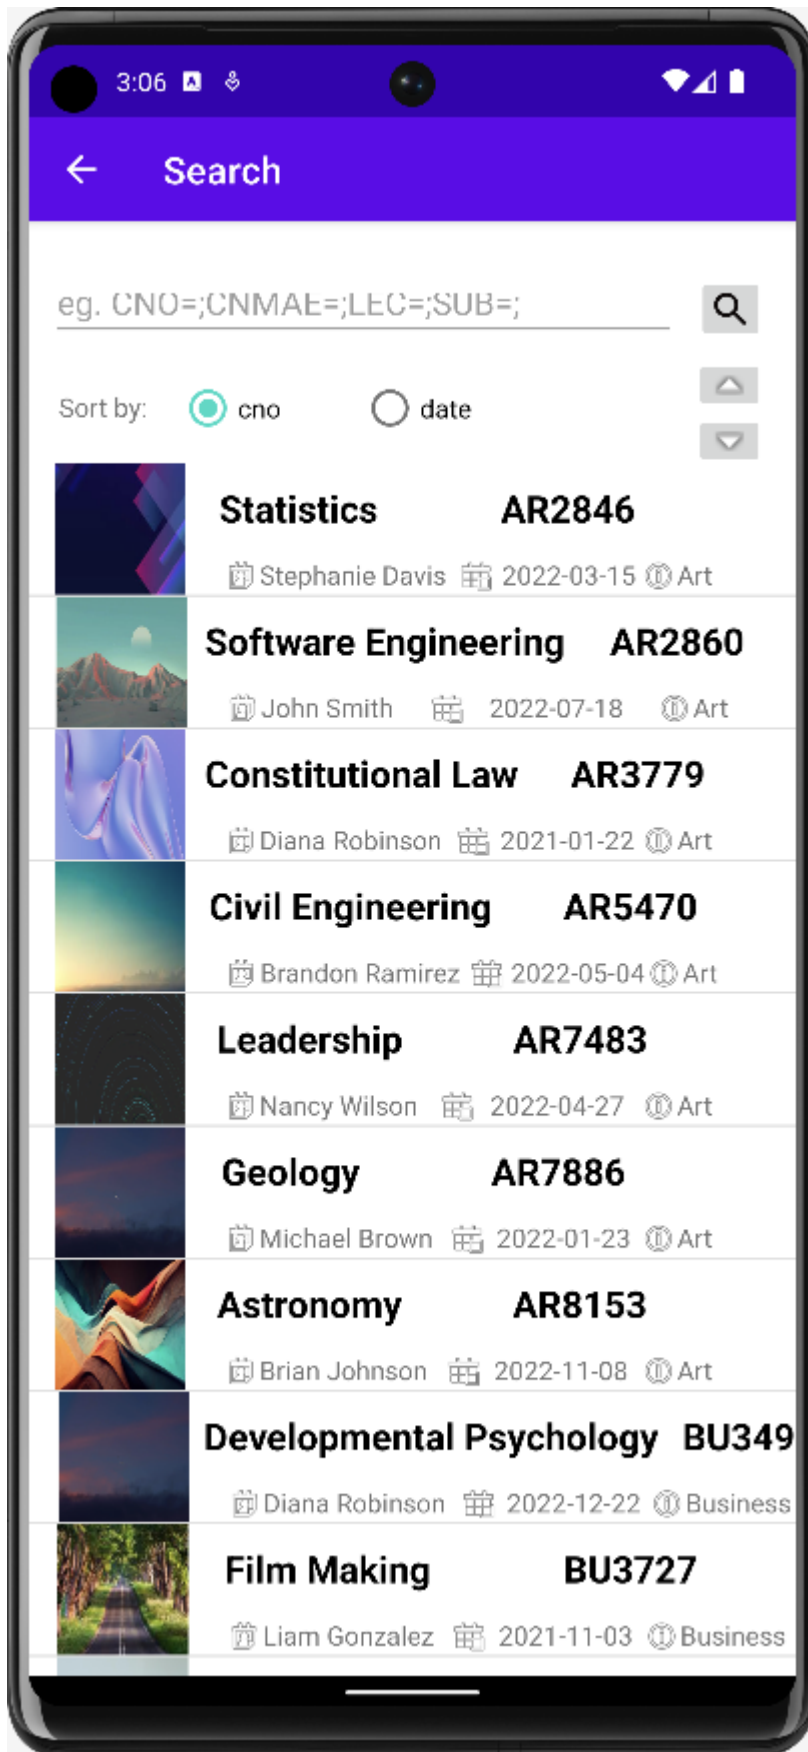 3:06
Search
eg. CNO=;CNMAE=;LEC=;SUB=;
Sort by: cno date
Statistics AR2846
Stephanie Davis 2022-03-15 Art
Software Engineering AR2860
John Smith 2022-07-18 Art
Constitutional Law AR3779
Diana Robinson 2021-01-22 Art
Civil Engineering AR5470
Brandon Ramirez 2022-05-04 Art
Leadership AR7483
Nancy Wilson 2022-04-27 Art
Geology AR7886
Michael Brown 2022-01-23 Art
Astronomy AR8153
Brian Johnson 2022-11-08 Art
Developmental Psychology BU349
Diana Robinson 2022-12-22 Business
Film Making BU3727
Liam Gonzalez 2021-11-03 Business